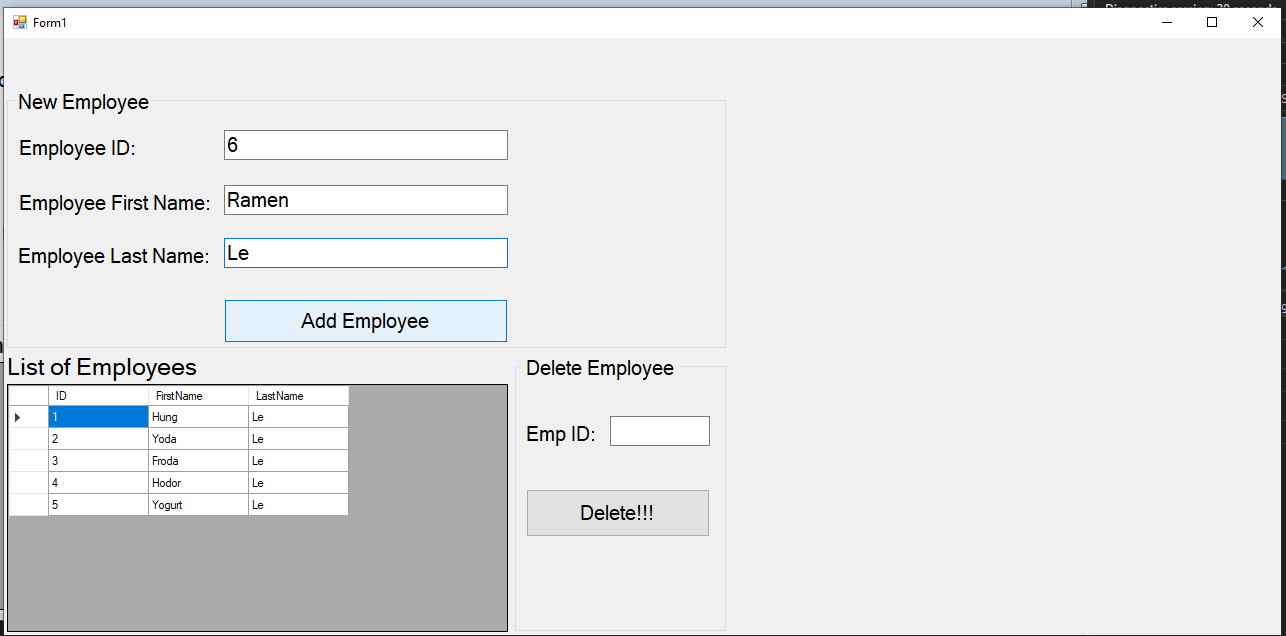 Form1
New Employee
Employee ID: 6
Employee First Name: Ramen
Employee Last Name: Le
Add Employee
List of Employees
ID FirstName LastName
1 Hung Le
2 Yoda Le
3 Froda Le
4 Hodor Le
5 Yogurt Le
Delete Employee
Emp ID:
Delete!!!